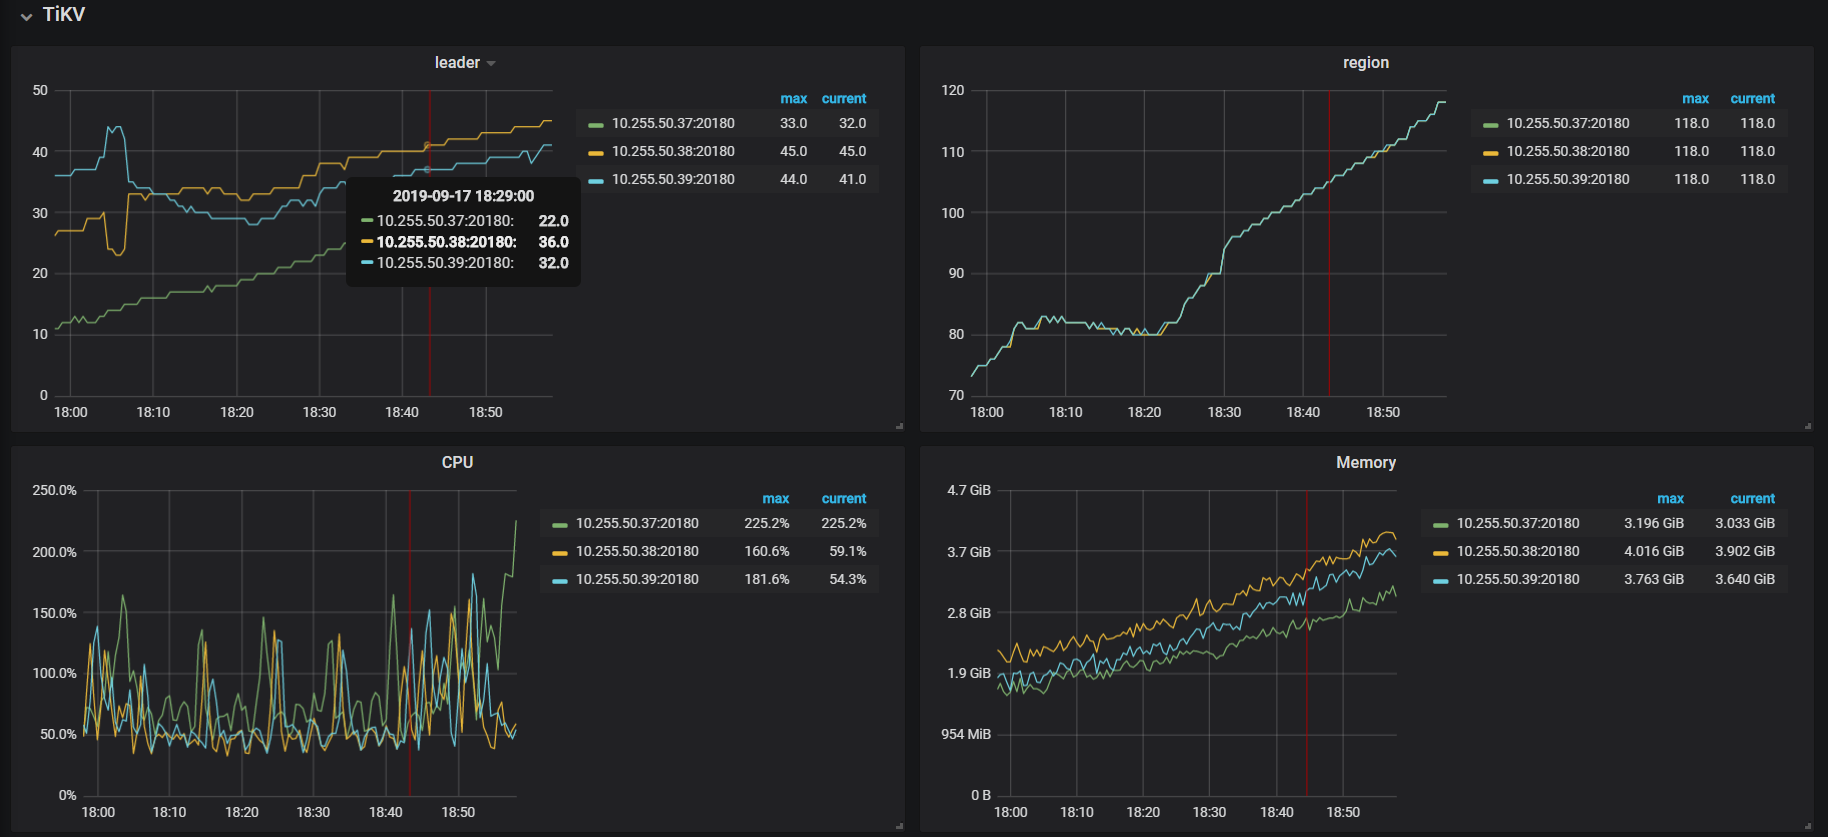 TiKV
leader
50
40
30
20
10
0
18:00 18:10 18:20 18:30 18:40 18:50
max current
10.255.50.37:20180 33.0 32.0
10.255.50.38:20180 45.0 45.0
10.255.50.39:20180 44.0 41.0
2019-09-17 18:29:00
10.255.50.37:20180: 22.0
10.255.50.38:20180: 36.0
10.255.50.39:20180: 32.0
region
120
110
100
90
80
70
18:00 18:10 18:20 18:30 18:40 18:50
max current
10.255.50.37:20180 118.0 118.0
10.255.50.38:20180 118.0 118.0
10.255.50.39:20180 118.0 118.0
CPU
250.0%
200.0%
150.0%
100.0%
50.0%
0%
18:00 18:10 18:20 18:30 18:40 18:50
max current
10.255.50.37:20180 225.2% 225.2%
10.255.50.38:20180 160.6% 59.1%
10.255.50.39:20180 181.6% 54.3%
Memory
4.7 GiB
3.7 GiB
2.8 GiB
1.9 GiB
954 MiB
0 B
18:00 18:10 18:20 18:30 18:40 18:50
max current
10.255.50.37:20180 3.196 GiB 3.033 GiB
10.255.50.38:20180 4.016 GiB 3.902 GiB
10.255.50.39:20180 3.763 GiB 3.640 GiB